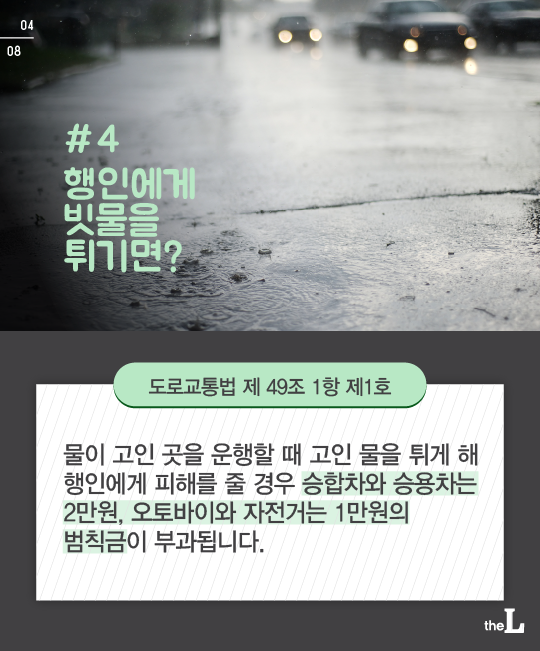 04
08
#4
행인에게
빗물을
튀기면?
도로교통법 제 49조 1항 제1호
물이 고인 곳을 운행할 때 고인 물을 튀게 해
행인에게 피해를 줄 경우 승합차와 승용차는
2만원, 오토바이와 자전거는 1만원의
범칙금이 부과됩니다.
the L